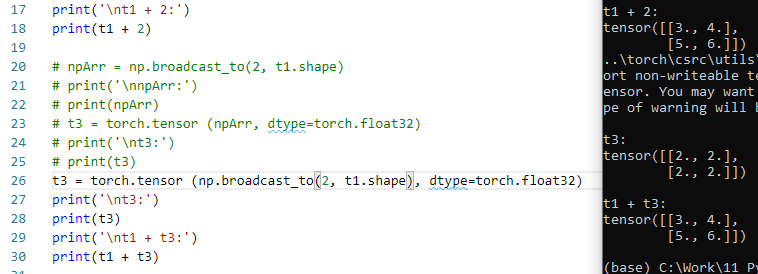 17 print('\nt1 + 2:')
18 print(t1 + 2)
19
20 # npArr = np.broadcast_to(2, t1.shape)
21 # print('\nnpArr:')
22 # print(npArr)
23 # t3 = torch.tensor (npArr, dtype=torch.float32)
24 # print('\nt3:')
25 # print(t3)
26 t3 = torch.tensor (np.broadcast_to(2, t1.shape), dtype=torch.float32)
27 print('\nt3:')
28 print(t3)
29 print('\nt1 + t3:')
30 print(t1 + t3)
t1 + 2:
tensor([[3., 4.],
[5., 6.]])
..\torch\csrc\utils\
ort non-writeable te
ensor. You may want
pe of warning will b
t3:
tensor([[2., 2.],
[2., 2.]])
t1 + t3:
tensor([[3., 4.],
[5., 6.]])
(base) C:\Work\11 Py